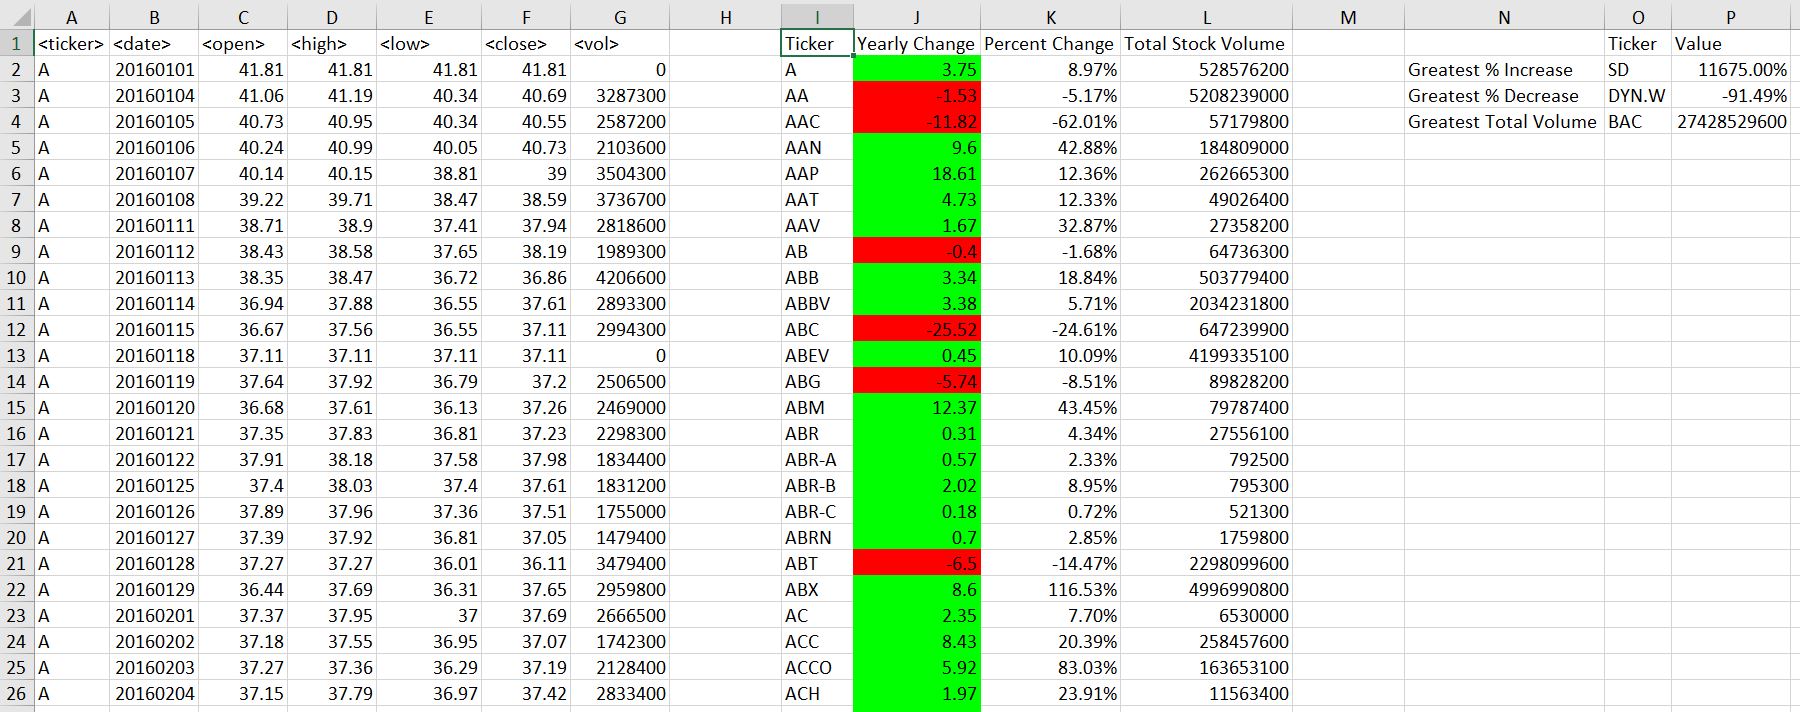 A B C D E F G H I J K L M N O P
1 <ticker> <date> <open> <high> <low> <close> <vol> Ticker Yearly Change Percent Change Total Stock Volume Ticker Value
2 A 20160101 41.81 41.81 41.81 41.81 0 A 3.75 8.97% 528576200 Greatest % Increase SD 11675.00%
3 A 20160104 41.06 41.19 40.34 40.69 3287300 AA -1.53 -5.17% 5208239000 Greatest % Decrease DYN.W -91.49%
4 A 20160105 40.73 40.95 40.34 40.55 2587200 AAC -11.82 -62.01% 57179800 Greatest Total Volume BAC 27428529600
5 A 20160106 40.24 40.99 40.05 40.73 2103600 AAN 9.6 42.88% 184809000
6 A 20160107 40.14 40.15 38.81 39 3504300 AAP 18.61 12.36% 262665300
7 A 20160108 39.22 39.71 38.47 38.59 3736700 AAT 4.73 12.33% 49026400
8 A 20160111 38.71 38.9 37.41 37.94 2818600 AAV 1.67 32.87% 27358200
9 A 20160112 38.43 38.58 37.65 38.19 1989300 AB -0.4 -1.68% 64736300
10 A 20160113 38.35 38.47 36.72 36.86 4206600 ABB 3.34 18.84% 503779400
11 A 20160114 36.94 37.88 36.55 37.61 2893300 ABBV 3.38 5.71% 2034231800
12 A 20160115 36.67 37.56 36.55 37.11 2994300 ABC -25.52 -24.61% 647239900
13 A 20160118 37.11 37.11 37.11 37.11 0 ABEV 0.45 10.09% 4199335100
14 A 20160119 37.64 37.92 36.79 37.2 2506500 ABG -5.74 -8.51% 89828200
15 A 20160120 36.68 37.61 36.13 37.26 2469000 ABM 12.37 43.45% 79787400
16 A 20160121 37.35 37.83 36.81 37.23 2298300 ABR 0.31 4.34% 27556100
17 A 20160122 37.91 38.18 37.58 37.98 1834400 ABR-A 0.57 2.33% 792500
18 A 20160125 37.4 38.03 37.4 37.61 1831200 ABR-B 2.02 8.95% 795300
19 A 20160126 37.89 37.96 37.36 37.51 1755000 ABR-C 0.18 0.72% 521300
20 A 20160127 37.39 37.92 36.81 37.05 1479400 ABRN 0.7 2.85% 1759800
21 A 20160128 37.27 37.27 36.01 36.11 3479400 ABT -6.5 -14.47% 2298099600
22 A 20160129 36.44 37.69 36.31 37.65 2959800 ABX 8.6 116.53% 4996990800
23 A 20160201 37.37 37.95 37 37.69 2666500 AC 2.35 7.70% 6530000
24 A 20160202 37.18 37.55 36.95 37.07 1742300 ACC 8.43 20.39% 258457600
25 A 20160203 37.27 37.36 36.29 37.19 2128400 ACCO 5.92 83.03% 163653100
26 A 20160204 37.15 37.79 36.97 37.42 2833400 ACH 1.97 23.91% 11563400